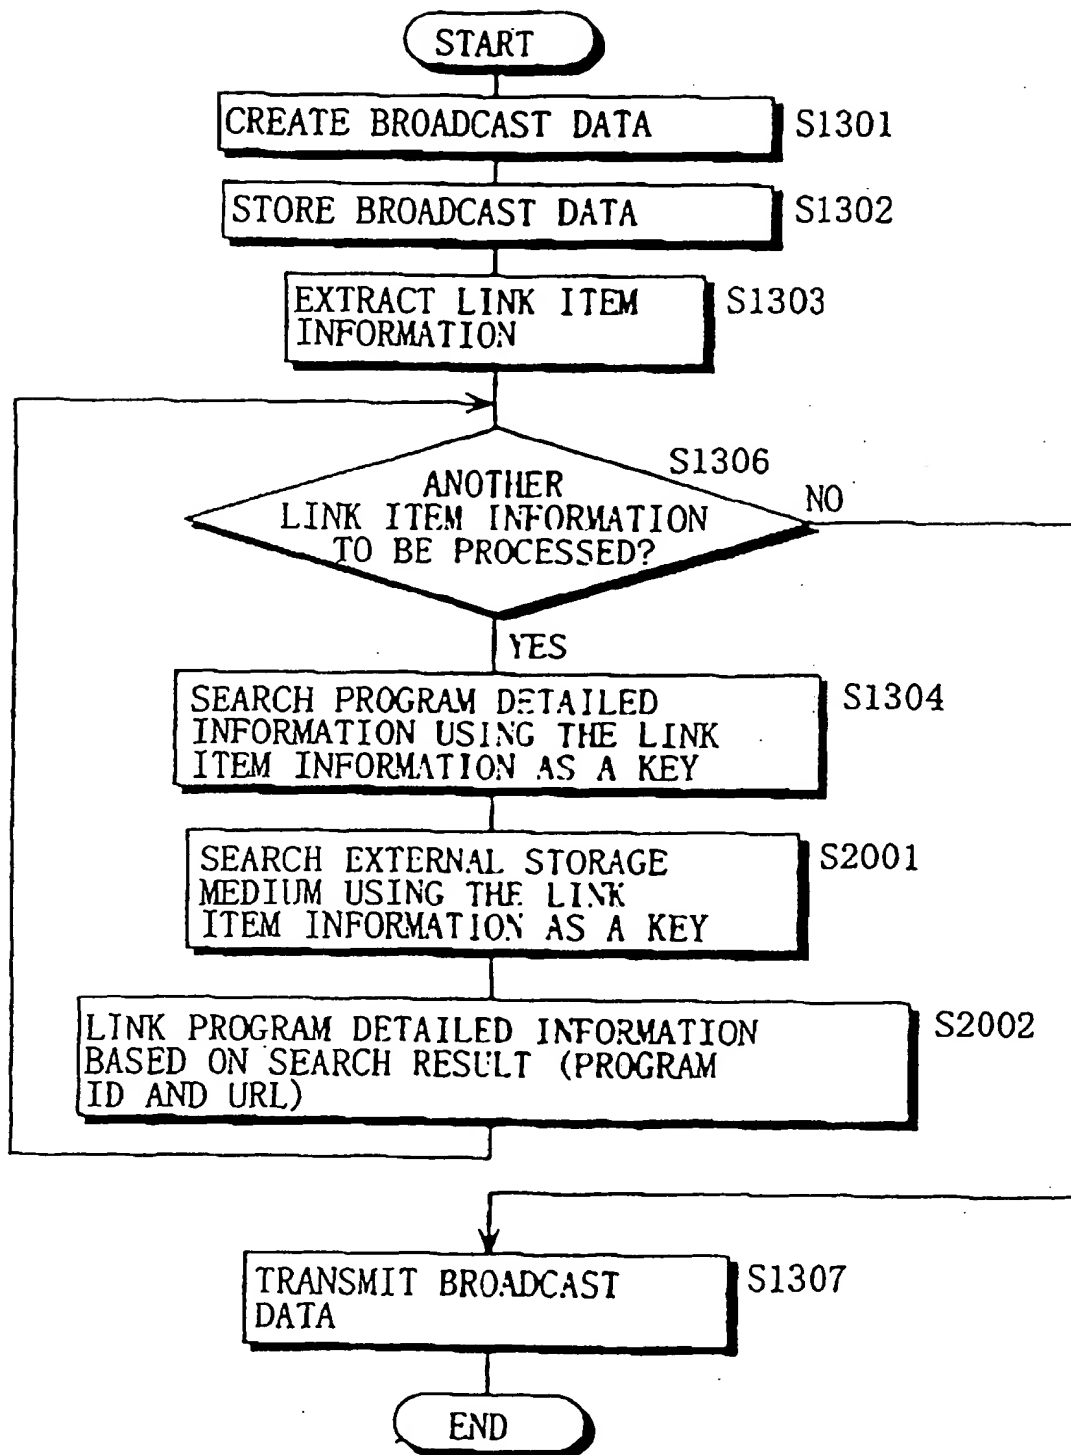 START
CREATE BROADCAST DATA
S1301
STORE BROADCAST DATA
S1302
EXTRACT LINK ITEM
INFORMATION
S1303
S1306
ANOTHER
LINK ITEM INFORMATION
TO BE PROCESSED?
NO
YES
SEARCH PROGRAM DETAILED
INFORMATION USING THE LINK
ITEM INFORMATION AS A KEY
S1304
SEARCH EXTERNAL STORAGE
MEDIUM USING THE LINK
ITEM INFORMATION AS A KEY
S2001
LINK PROGRAM DETAILED INFORMATION
BASED ON SEARCH RESULT (PROGRAM
ID AND URL)
S2002
TRANSMIT BROADCAST
DATA
S1307
END